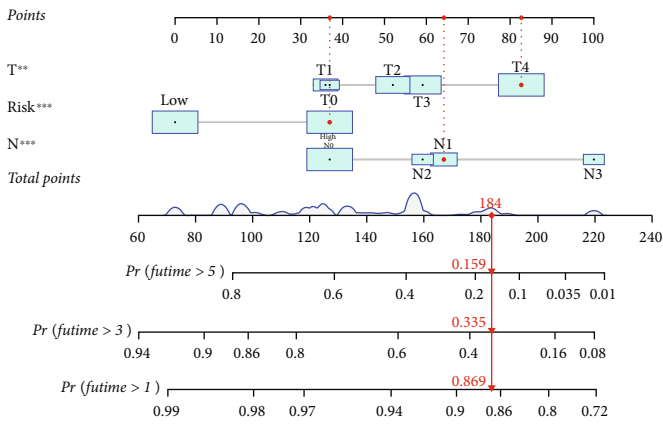 Points
0 10 20 30 40 50 60 70 80 90 100
T**
T1 T2 T4
T0 T3
Risk***
Low
High
N***
N0 N1
N2 N3
Total points
184
60 80 100 120 140 160 180 200 220 240
0.159
Pr (futime > 5)
0.8 0.6 0.4 0.2 0.1 0.035 0.01
0.335
Pr (futime > 3)
0.94 0.9 0.86 0.8 0.6 0.4 0.16 0.08
0.869
Pr (futime > 1)
0.99 0.98 0.97 0.94 0.9 0.86 0.8 0.72